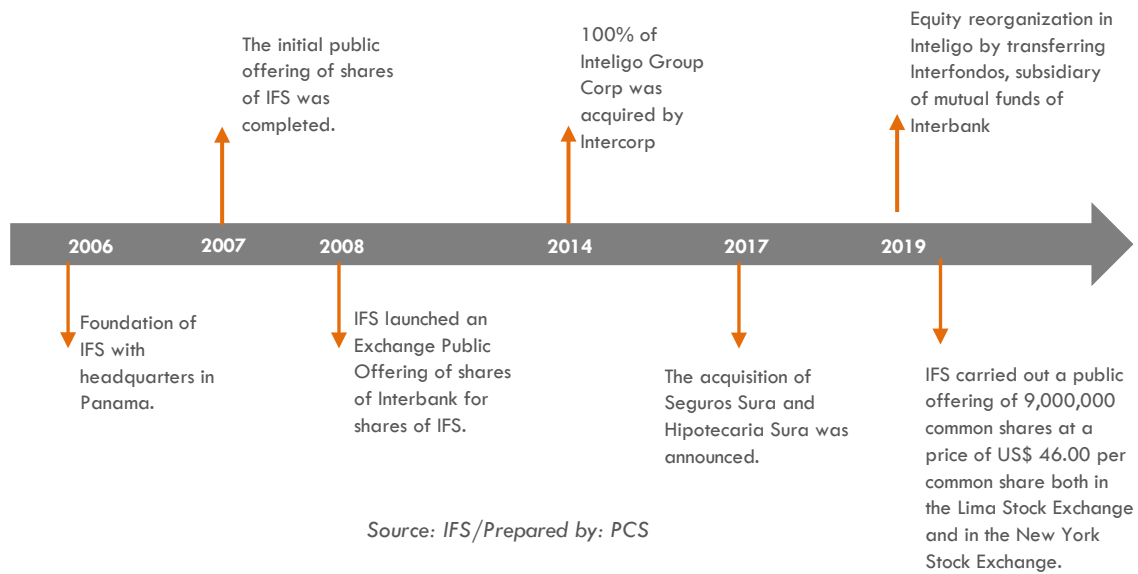 The initial public
offering of shares
of IFS was
completed.
100% of
Inteligo Group
Corp was
acquired by
Intercorp
Equity reorganization in
Inteligo by transferring
Interfondos, subsidiary
of mutual funds of
Interbank
2006 2007 2008 2014 2017 2019
Foundation of
IFS with
headquarters in
Panama.
IFS launched an
Exchange Public
Offering of shares
of Interbank for
shares of IFS.
The acquisition of
Seguros Sura and
Hipotecaria Sura was
announced.
IFS carried out a public
offering of 9,000,000
common shares at a
price of US$ 46.00 per
common share both in
the Lima Stock Exchange
and in the New York
Stock Exchange.
Source: IFS/Prepared by: PCS